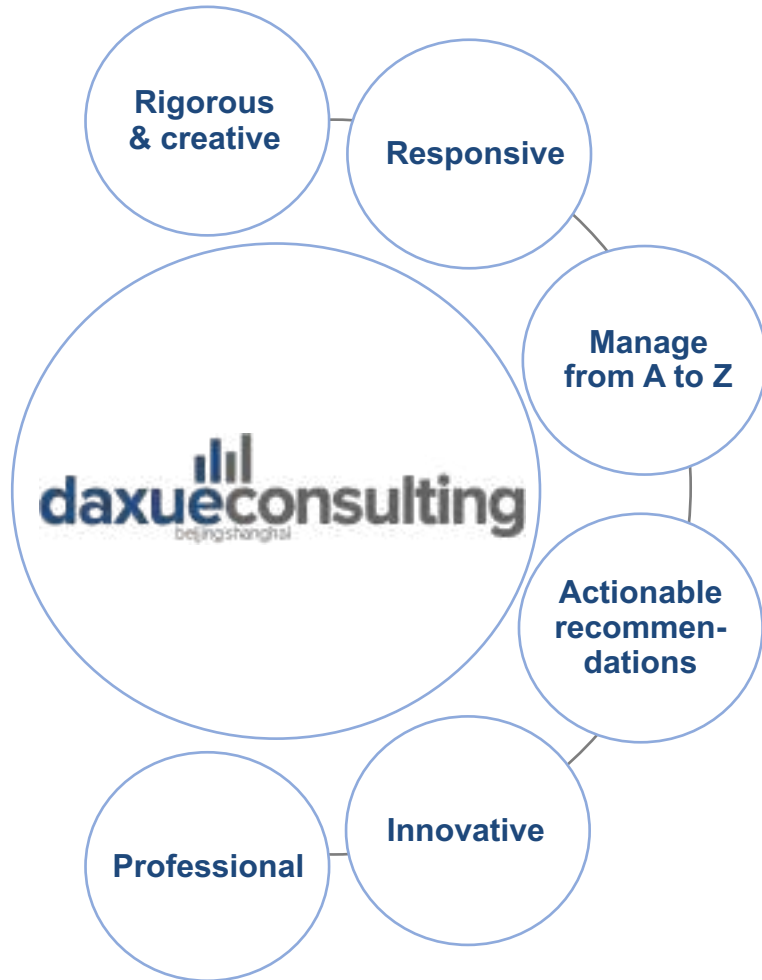 Rigorous
& creative
Responsive
Manage
from A to Z
daxueconsulting
beijingshanghai
Actionable
recommen-
dations
Innovative
Professional